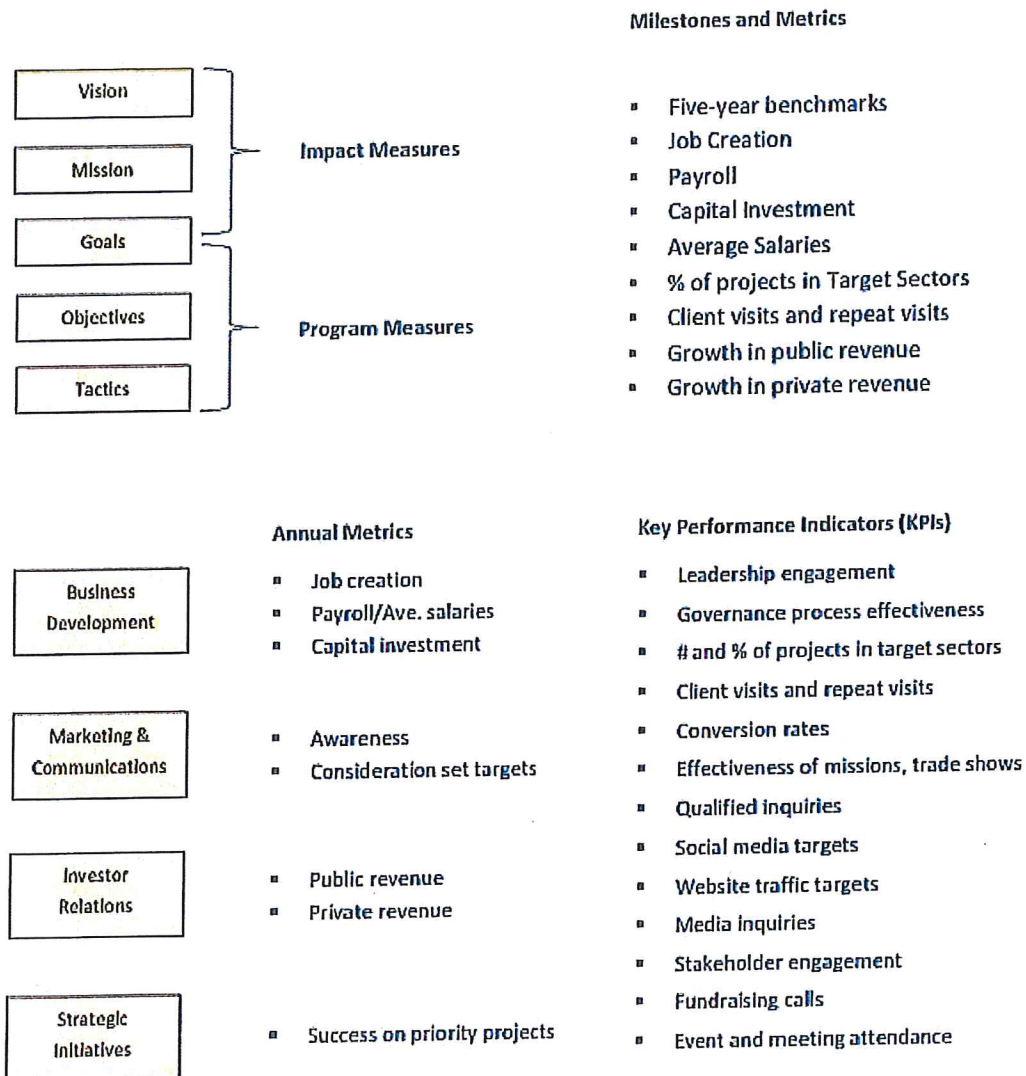 Milestones and Metrics
Vision
Mission
Goals
Objectives
Tactics
Impact Measures
Program Measures
Five-year benchmarks
Job Creation
Payroll
Capital Investment
Average Salaries
% of projects in Target Sectors
Client visits and repeat visits
Growth in public revenue
Growth in private revenue
Annual Metrics
Key Performance Indicators (KPIs)
Business
Development
Job creation
Payroll/Ave. salaries
Capital investment
Marketing &
Communications
Awareness
Consideration set targets
Investor
Relations
Public revenue
Private revenue
Strategic
Initiatives
Success on priority projects
Leadership engagement
Governance process effectiveness
# and % of projects in target sectors
Client visits and repeat visits
Conversion rates
Effectiveness of missions, trade shows
Qualified inquiries
Social media targets
Website traffic targets
Media inquiries
Stakeholder engagement
Fundraising calls
Event and meeting attendance